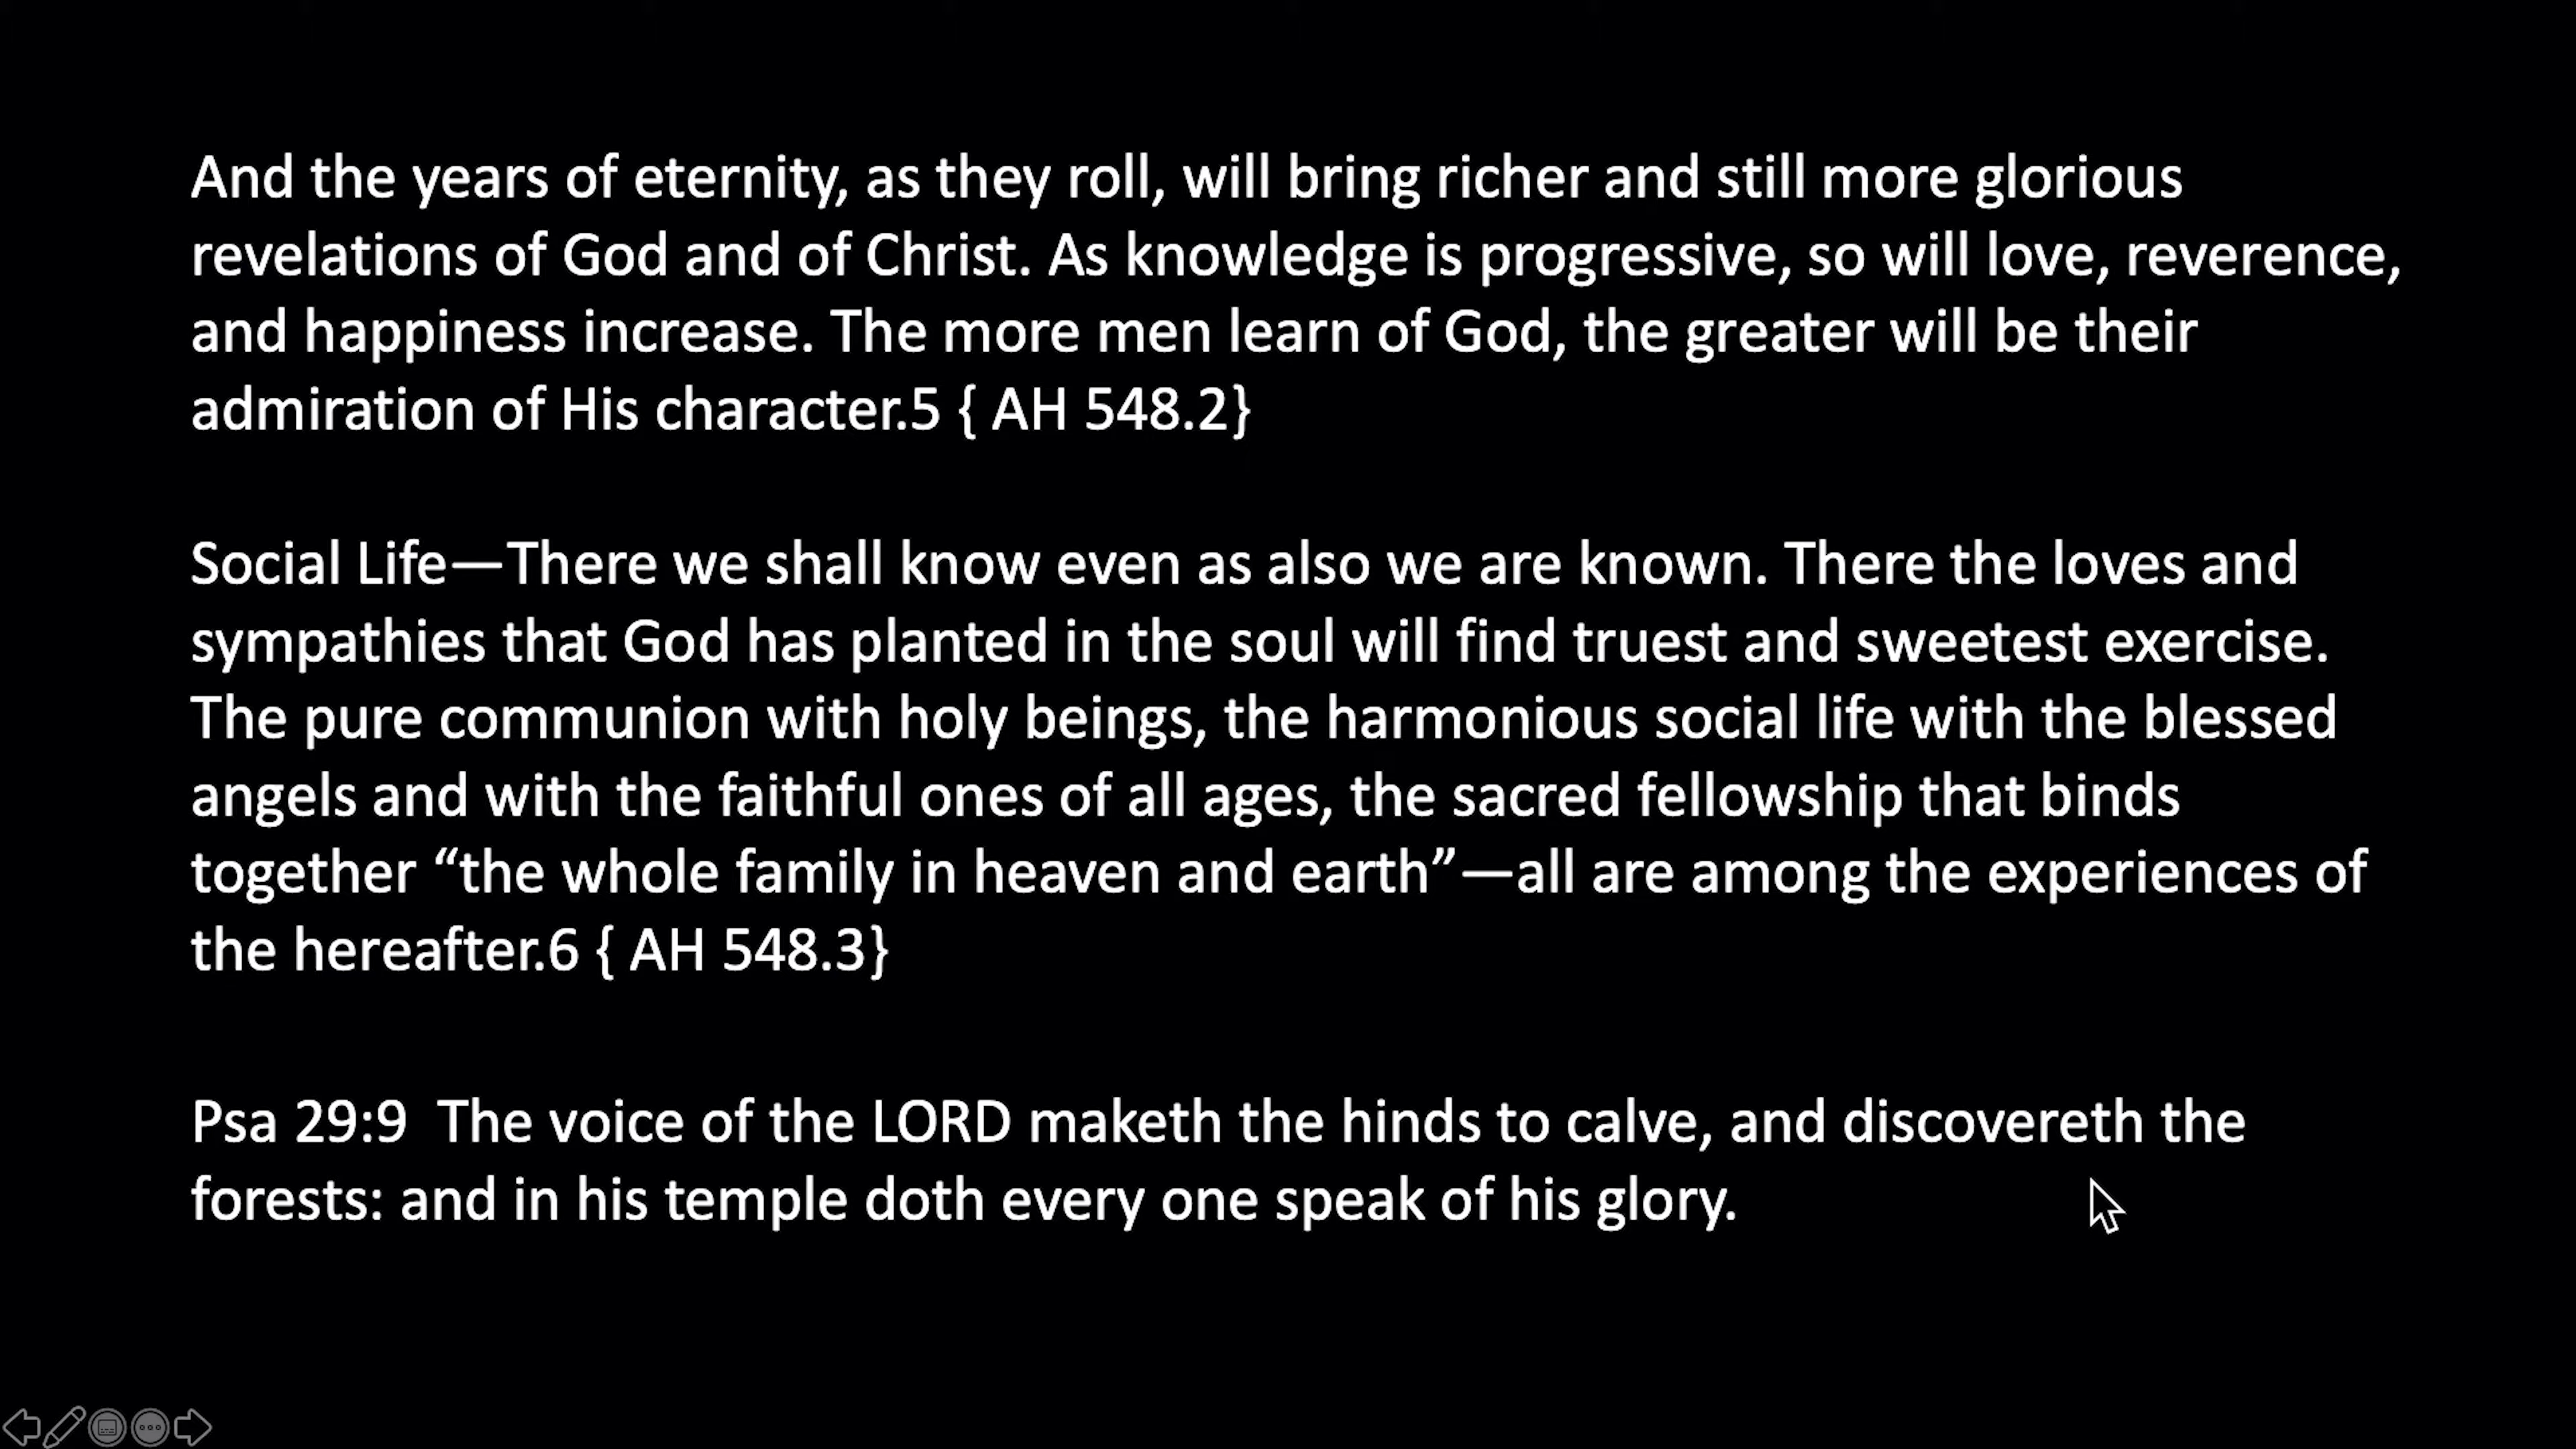 And the years of eternity, as they roll, will bring richer and still more glorious
revelations of God and of Christ. As knowledge is progressive, so will love, reverence,
and happiness increase. The more men learn of God, the greater will be their
admiration of His character.5 { AH 548.2}
Social Life—There we shall know even as also we are known. There the loves and
sympathies that God has planted in the soul will find truest and sweetest exercise.
The pure communion with holy beings, the harmonious social life with the blessed
angels and with the faithful ones of all ages, the sacred fellowship that binds
together “the whole family in heaven and earth”—all are among the experiences of
the hereafter.6 { AH 548.3}
Psa 29:9  The voice of the LORD maketh the hinds to calve, and discovereth the
forests: and in his temple doth every one speak of his glory.